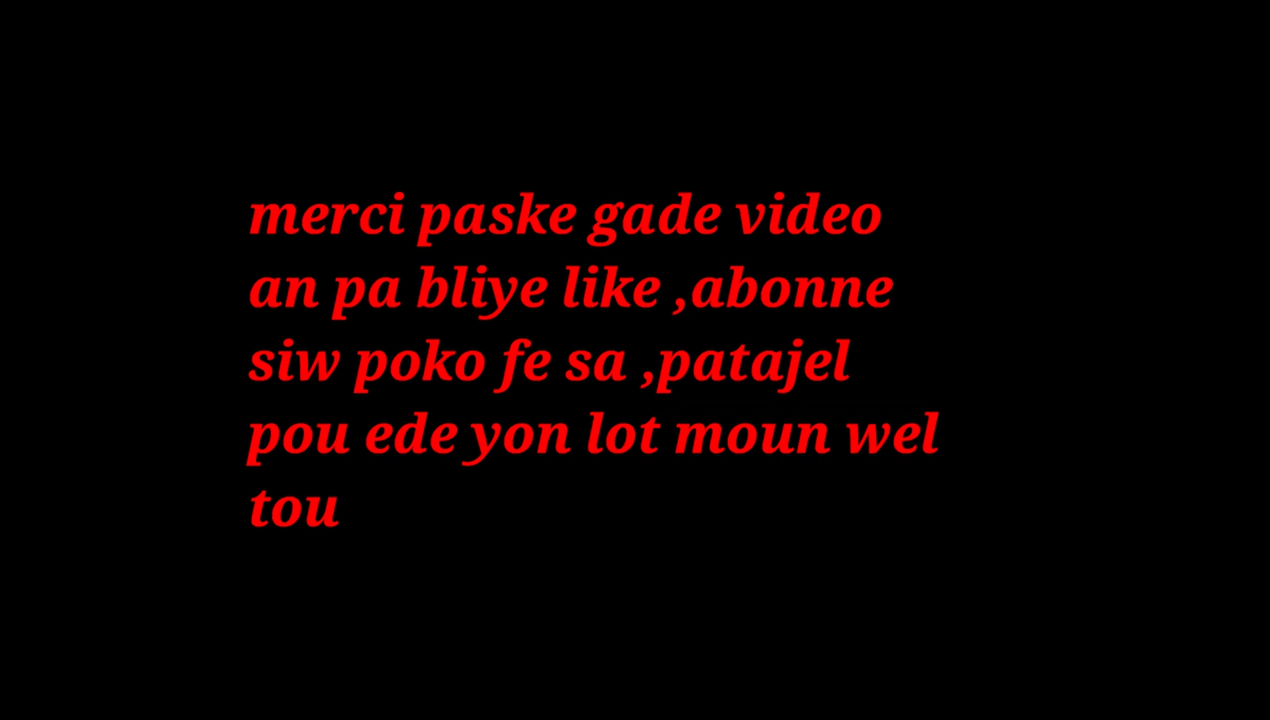 merci paske gade video
an pa bliye like ,abonne
siw poko fe sa ,patajel
pou ede yon lot moun wel
tou